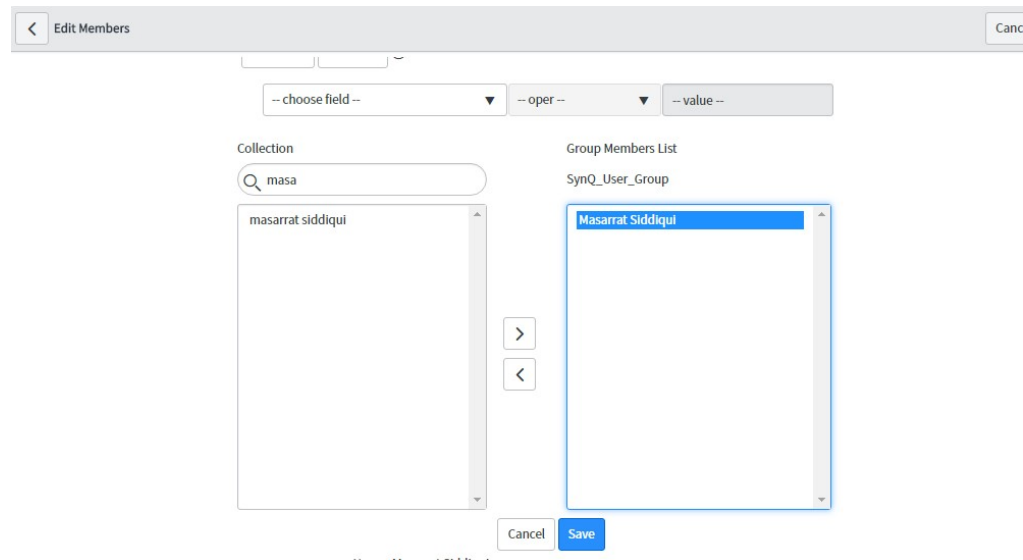 Edit Members
Canc
-- choose field --
-- oper --
-- value --
Collection
Group Members List
masa
SynQ_User_Group
masarrat siddiqui
Masarrat Siddiqui
Cancel
Save